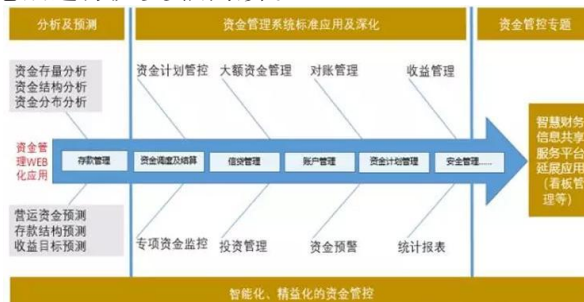 分析及预测
资金管理系统标准应用及深化
资金管控专题
资金存量分析
资金结构分析
资金分布分析
资金计划管控
大额资金管理
对账管理
收益管理
资金管
理WEB
化应用
存款管理
资金调度及结算
信贷管理
账户管理
资金计划管理
安全管理……
智慧财务
信息共享
服务平台
延展应用
（看板管
理等）
营运资金预测
存款结构预测
收益目标预测
专项资金监控
投资管理
资金预警
统计报表
智能化、精益化的资金管控